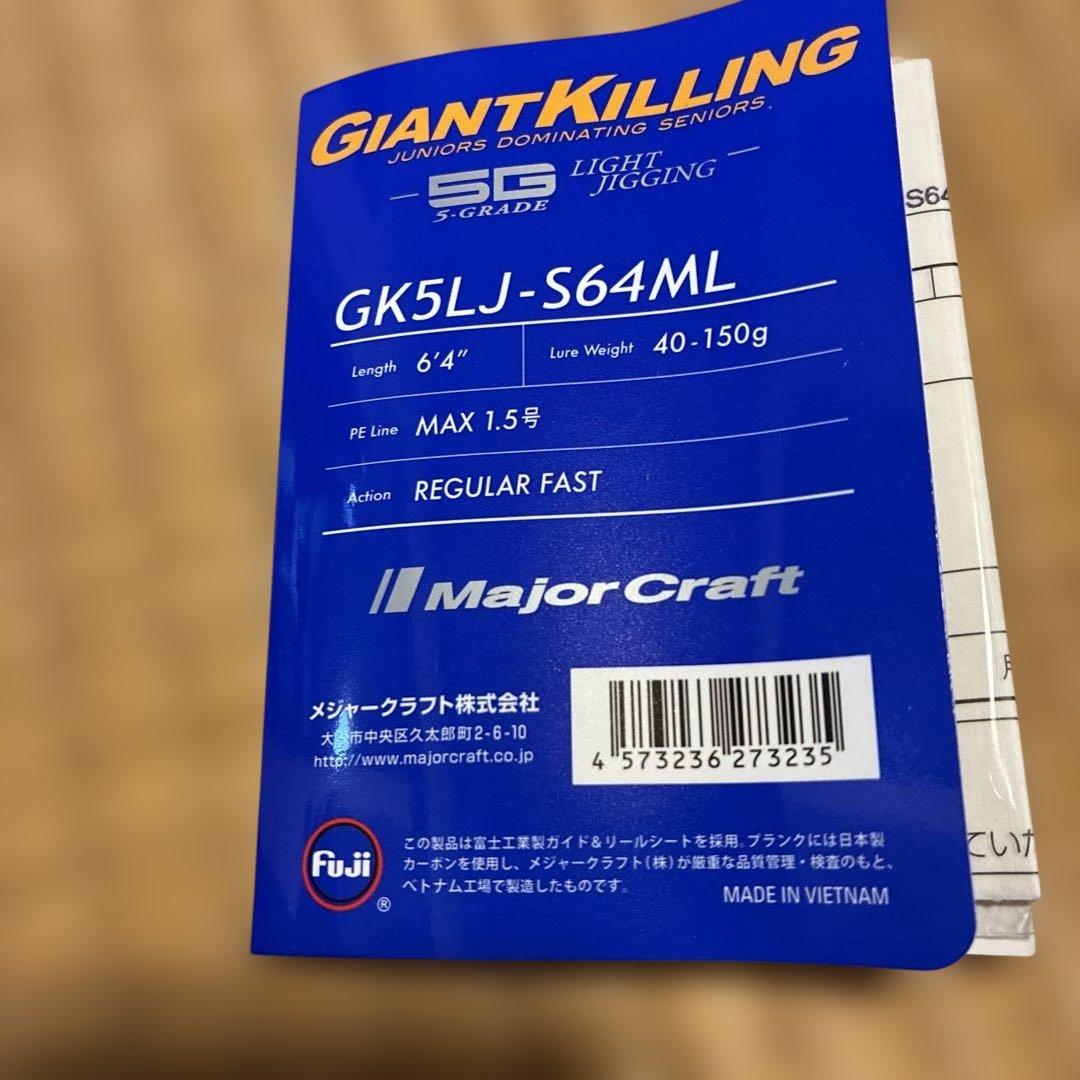 GIANTKILLING
JUNIORS DOMINATING SENIORS.
5G LIGHT
5-GRADE JIGGING
GK5LJ-S64ML
Length 6'4" Lure Weight 40-150g
PE Line MAX 1.5号
Action REGULAR FAST
MajorCraft
メジャークラフト株式会社
大阪市中央区久太郎町2-6-10
http://www.majorcraft.co.jp
4 573236 273235
Fuji
®
この製品は富士工業製ガイド&リールシートを採用。ブランクには日本製
カーボンを使用し、メジャークラフト(株)が厳重な品質管理・検査のもと、
ベトナム工場で製造したものです。
MADE IN VIETNAM
S64
ていた